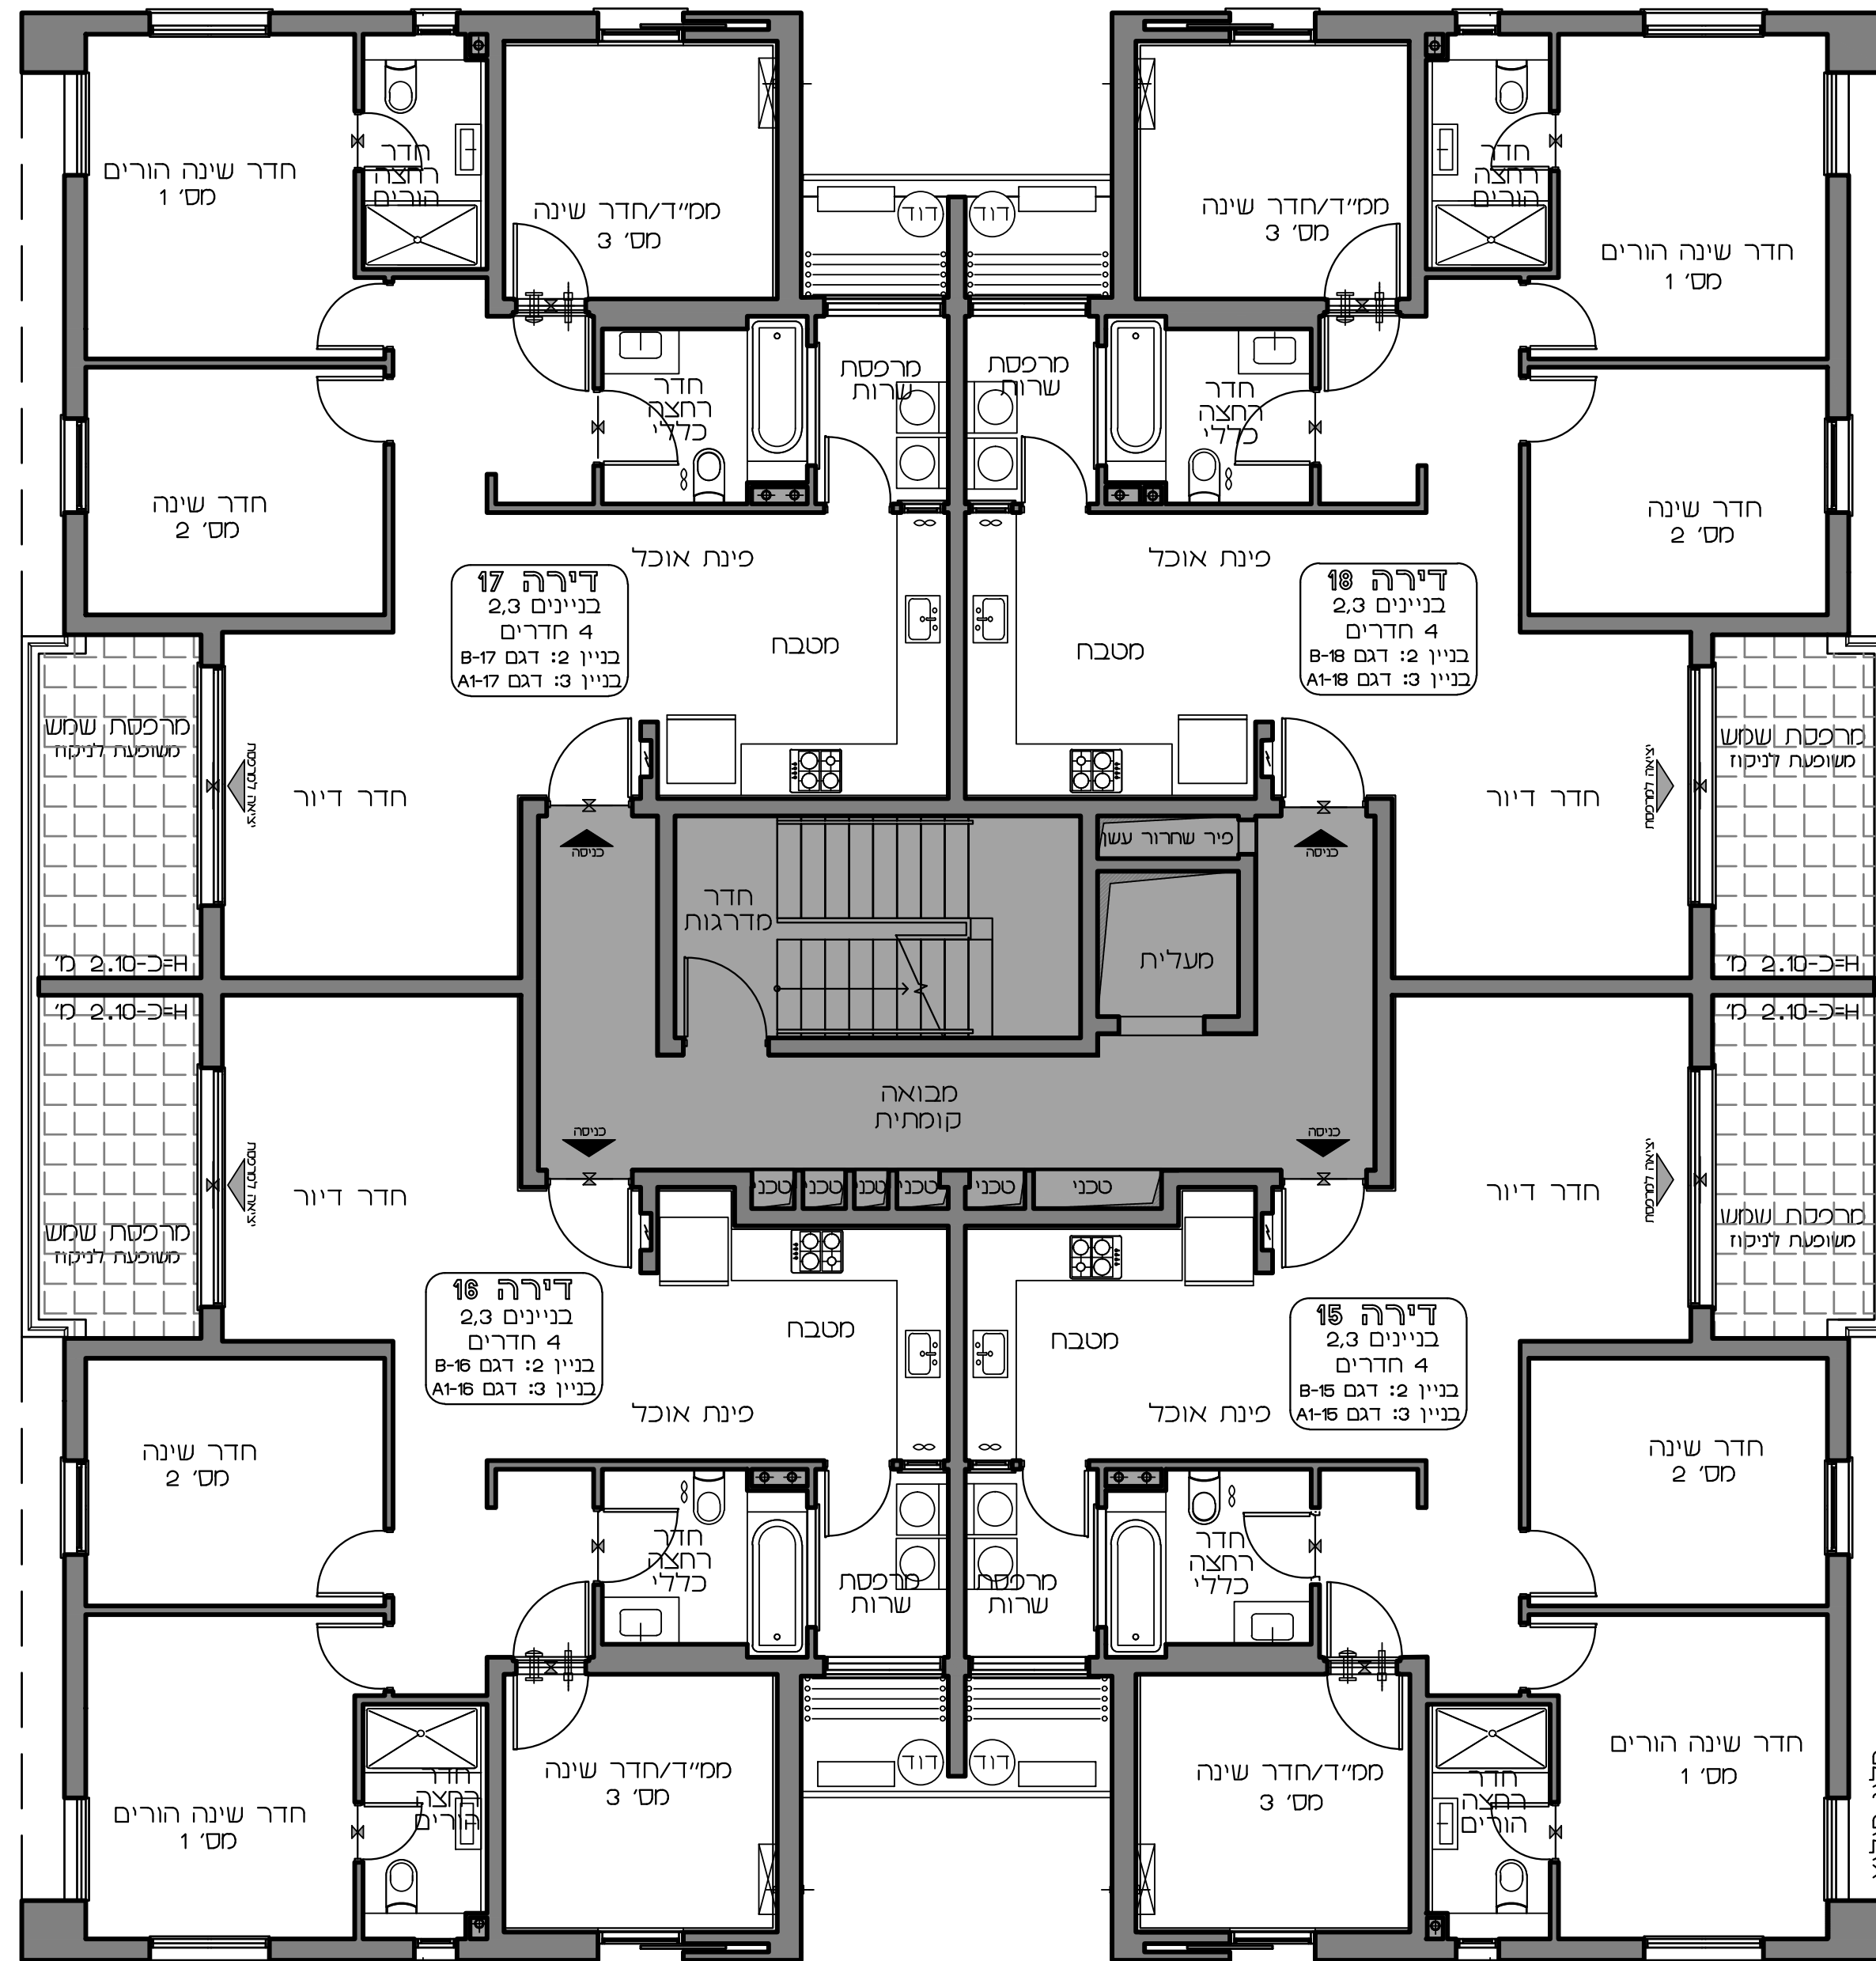 חדר שינה הורים
מס׳ 1
חדר
רחצה
הורים
ממ״ד/חדר שינה
מס׳ 3
דוד
דוד
ממ״ד/חדר שינה
מס׳ 3
חדר
רחצה
הורים
חדר שינה הורים
מס׳ 1
חדר שינה
מס׳ 2
חדר
רחצה
כללי
מרפסת
שרות
מרפסת
שרות
חדר
רחצה
כללי
חדר שינה
מס׳ 2
פינת אוכל
פינת אוכל
דירה 17
בניינים 2,3
4 חדרים
בניין 2: דגם B-17
בניין 3: דגם A1-17
מטבח
מטבח
דירה 18
בניינים 2,3
4 חדרים
בניין 2: דגם B-18
בניין 3: דגם A1-18
מרפסת שמש
משופעת לניקוז
יציאה למרפסת
חדר דיור
חדר דיור
יציאה למרפסת
מרפסת שמש
משופעת לניקוז
כניסה
פיר שחרור עשן
כניסה
חדר
מדרגות
מעלית
H=כ-2.10 מ׳
H=כ-2.10 מ׳
H=כ-2.10 מ׳
H=כ-2.10 מ׳
מבואה
קומתית
כניסה
כניסה
טכני
טכני
טכני
טכני
טכני
טכני
מרפסת שמש
משופעת לניקוז
יציאה למרפסת
חדר דיור
חדר דיור
יציאה למרפסת
מרפסת שמש
משופעת לניקוז
דירה 16
בניינים 2,3
4 חדרים
בניין 2: דגם B-16
בניין 3: דגם A1-16
מטבח
מטבח
דירה 15
בניינים 2,3
4 חדרים
בניין 2: דגם B-15
בניין 3: דגם A1-15
פינת אוכל
פינת אוכל
חדר שינה
מס׳ 2
חדר
רחצה
כללי
מרפסת
שרות
מרפסת
שרות
חדר
רחצה
כללי
חדר שינה
מס׳ 2
חדר שינה הורים
מס׳ 1
חדר
רחצה
הורים
ממ״ד/חדר שינה
מס׳ 3
דוד
דוד
ממ״ד/חדר שינה
מס׳ 3
חדר
רחצה
הורים
חדר שינה הורים
מס׳ 1